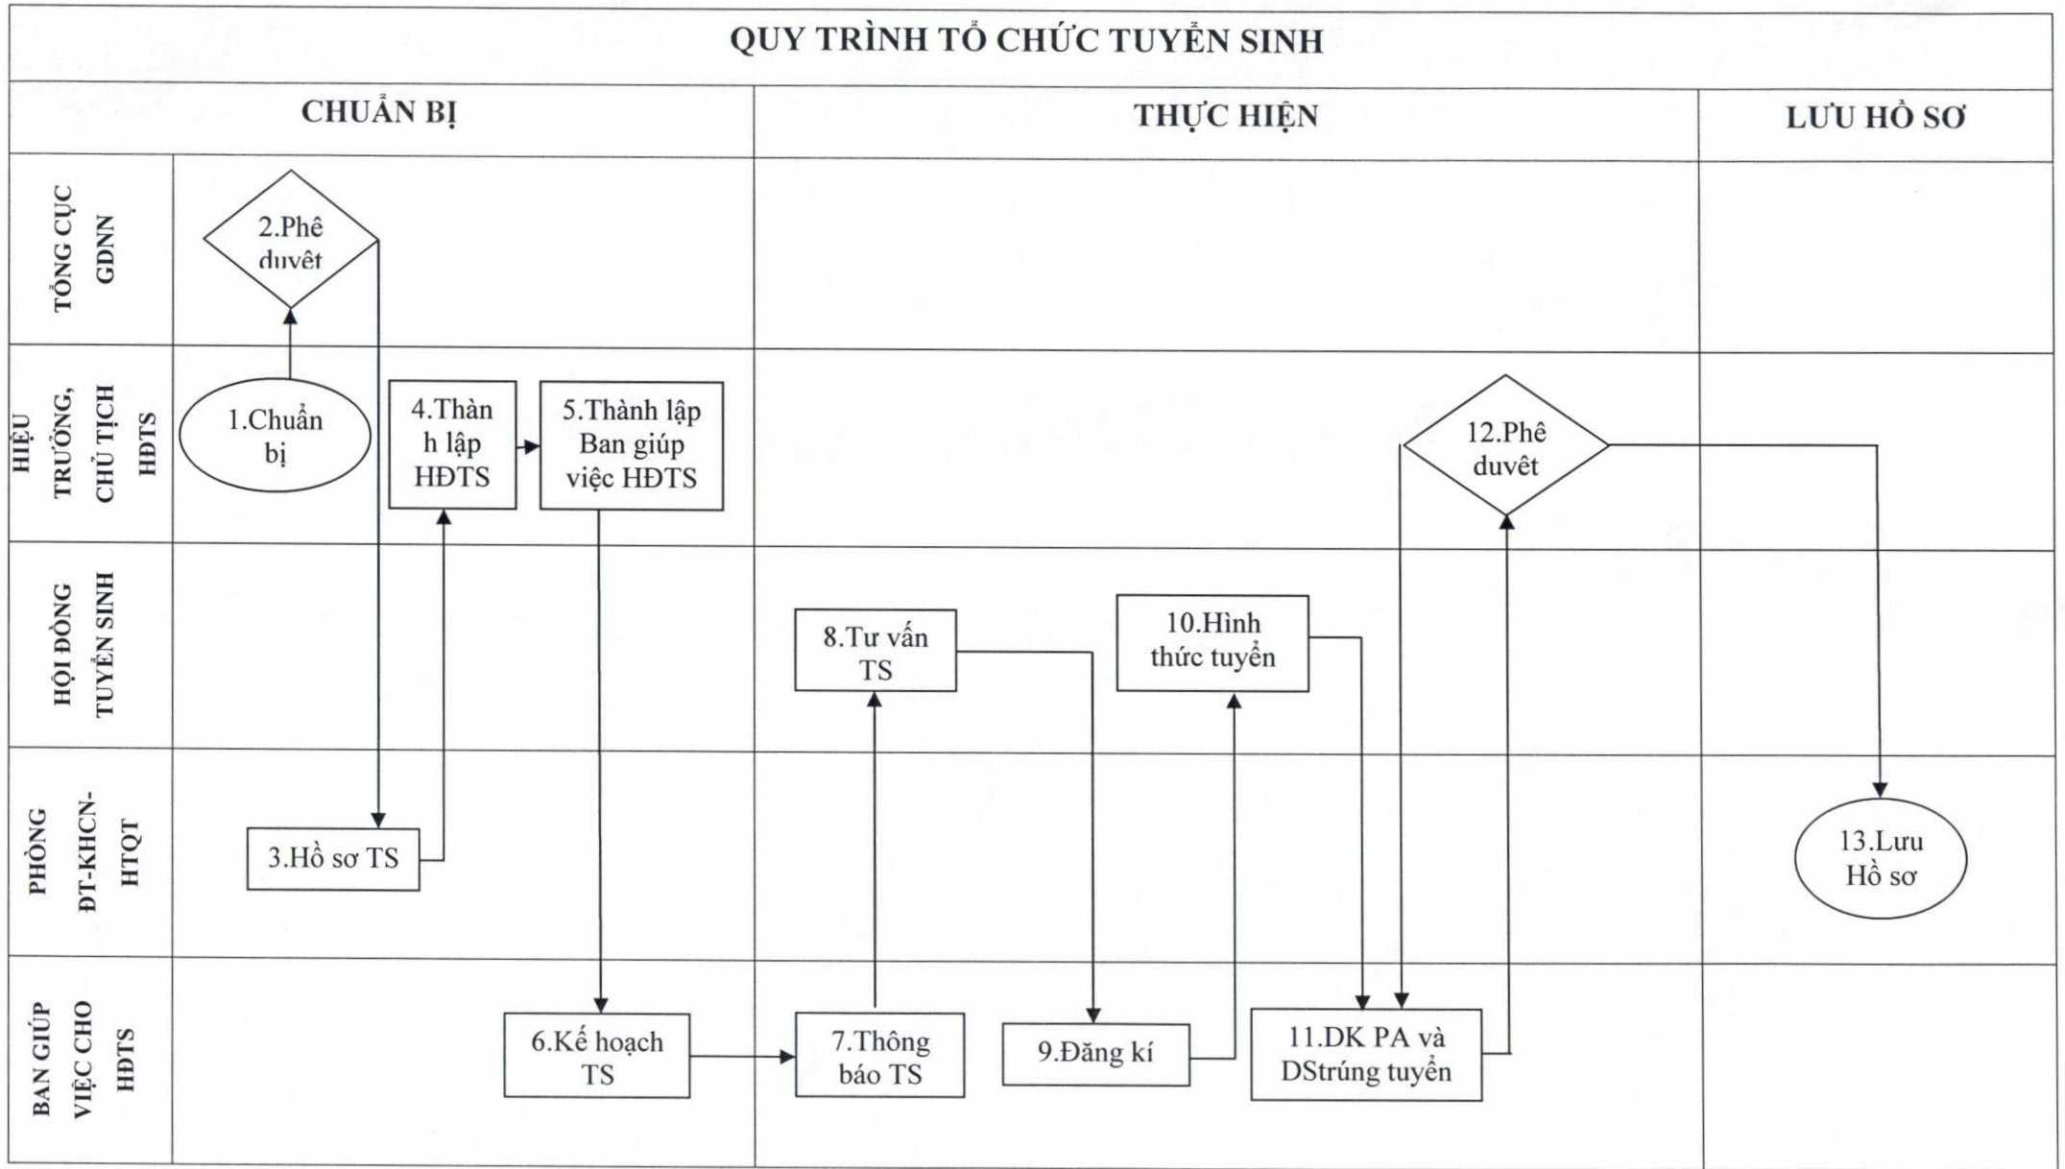 QUY TRÌNH TỔ CHỨC TUYỂN SINH
CHUẨN BỊ
THỰC HIỆN
LƯU HỒ SƠ
TỔNG CỤC
GDNN
2.Phê
duyệt
HIỆU
TRƯỞNG,
CHỦ TỊCH
HĐTS
1.Chuẩn
bị
4.Thàn
h lập
HĐTS
5.Thành lập
Ban giúp
việc HĐTS
12.Phê
duyệt
HỘI ĐỒNG
TUYỂN SINH
8.Tư vấn
TS
10.Hình
thức tuyển
PHÒNG
ĐT-KHCN-
HTQT
3.Hồ sơ TS
13.Lưu
Hồ sơ
BAN GIÚP
VIỆC CHO
HĐTS
6.Kế hoạch
TS
7.Thông
báo TS
9.Đăng kí
11.DK PA và
DStrúng tuyển